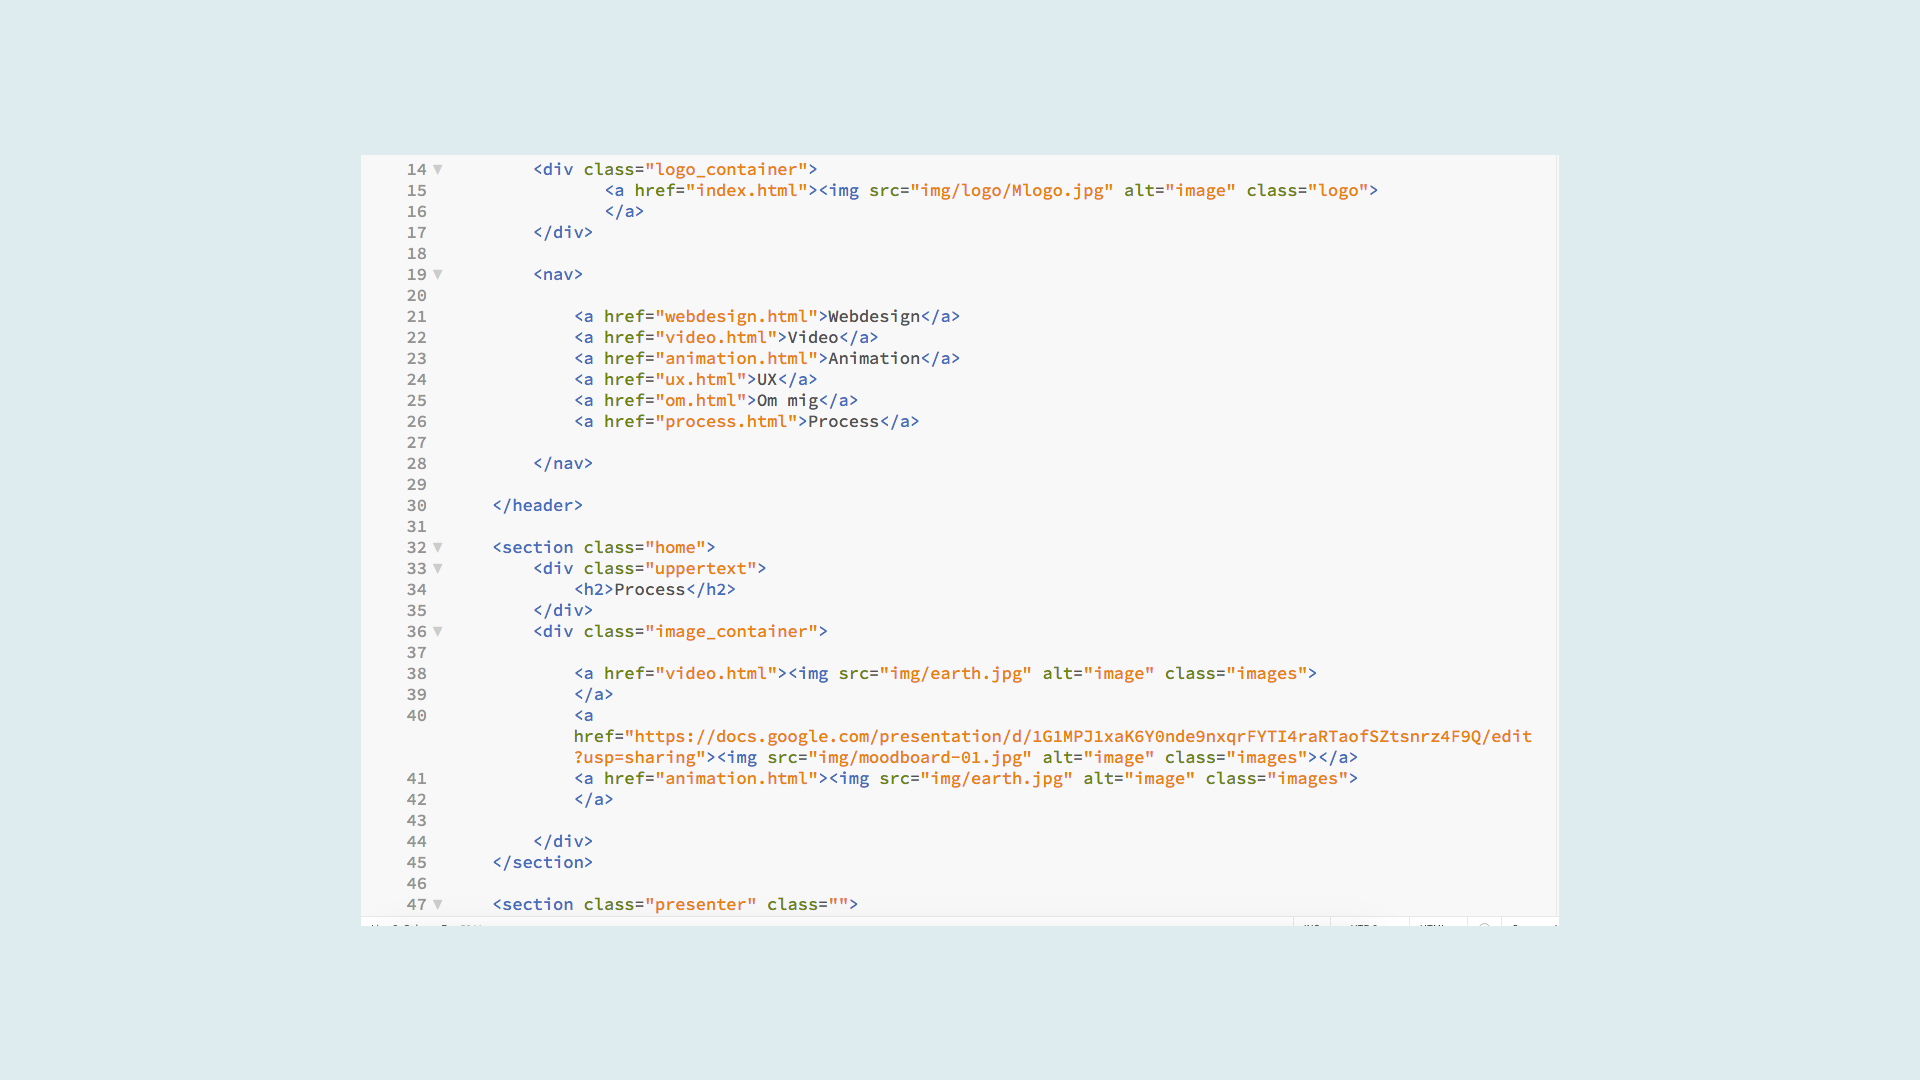 14 <div class="logo_container">
15 <a href="index.html"><img src="img/logo/Mlogo.jpg" alt="image" class="logo">
16 </a>
17 </div>
18
19 <nav>
20
21 <a href="webdesign.html">Webdesign</a>
22 <a href="video.html">Video</a>
23 <a href="animation.html">Animation</a>
24 <a href="ux.html">UX</a>
25 <a href="om.html">Om mig</a>
26 <a href="process.html">Process</a>
27
28 </nav>
29
30 </header>
31
32 <section class="home">
33 <div class="uppertext">
34 <h2>Process</h2>
35 </div>
36 <div class="image_container">
37
38 <a href="video.html"><img src="img/earth.jpg" alt="image" class="images">
39 </a>
40 <a
href="https://docs.google.com/presentation/d/1G1MPJ1xaK6Y0nde9nxqrFYTI4raRTaofSZtsnrz4F9Q/edit
?usp=sharing"><img src="img/moodboard-01.jpg" alt="image" class="images"></a>
41 <a href="animation.html"><img src="img/earth.jpg" alt="image" class="images">
42 </a>
43
44 </div>
45 </section>
46
47 <section class="presenter" class="">